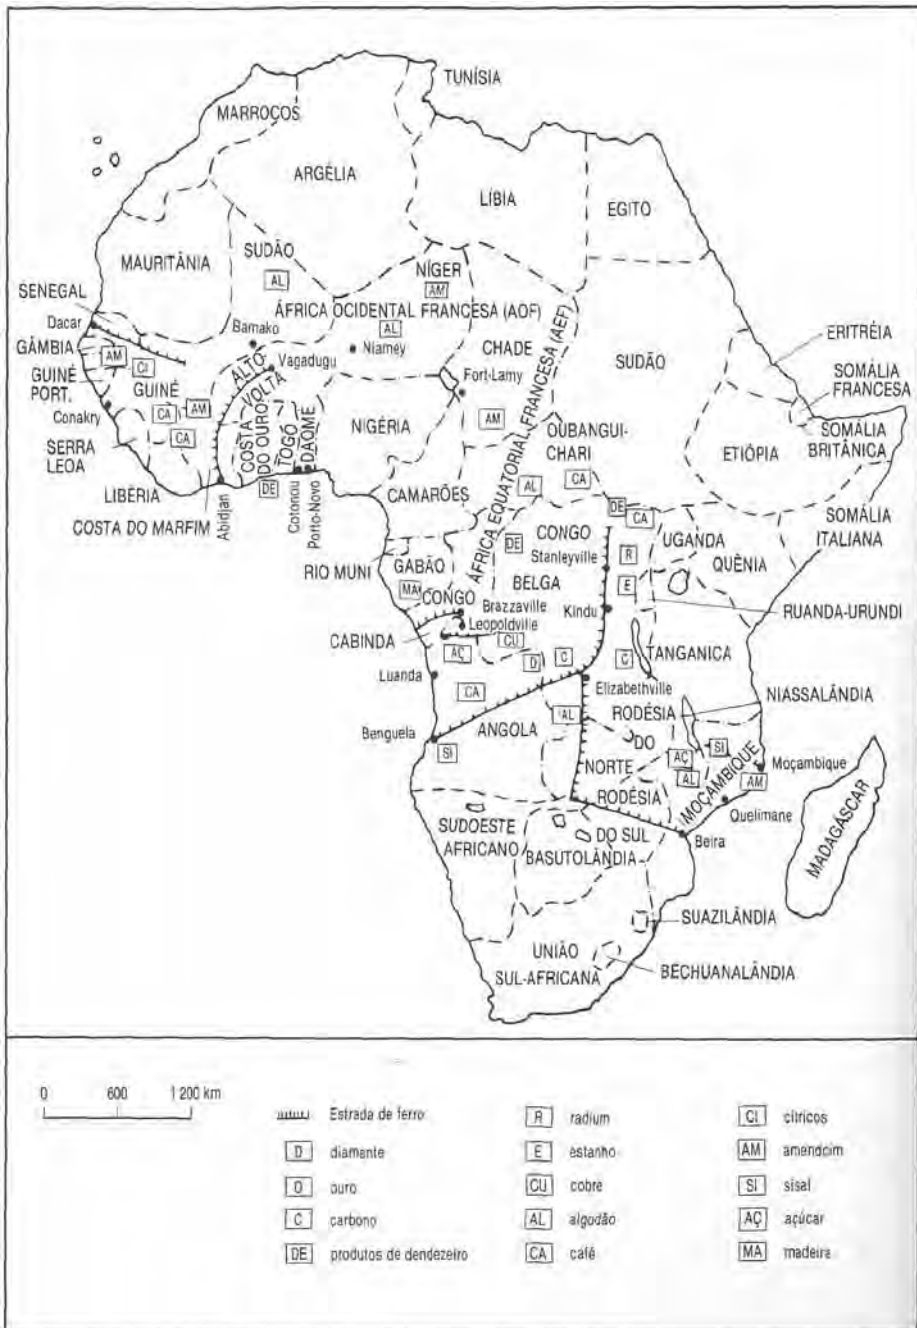 TUNÍSIA
MARROCOS
ARGÉLIA
LÍBIA
EGITO
MAURITÂNIA
SUDÃO
AL
NÍGER
AM
SENEGAL
ÁFRICA OCIDENTAL FRANCESA (AOF)
AL
Dacar
Bamako
Niamey
CHADE
SUDÃO
ERITRÉIA
GÂMBIA
AM
CI
ALTO
VOLTA
Vagadugu
Fort-Lamy
SOMÁLIA
FRANCESA
GUINÉ
PORT.
GUINÉ
CA
AM
CA
Conakry
COSTA
DO OURO
TOGO
DAOMÉ
NIGÉRIA
AM
ÁFRICA EQUATORIAL FRANCESA (AEF)
OUBANGUI-
CHARI
ETIÓPIA
SOMÁLIA
BRITÂNICA
SERRA
LEOA
LIBÉRIA
DE
CAMARÕES
AL
CA
COSTA DO MARFIM
Abidjan
Cotonou
Porto-Novo
DE
CA
SOMÁLIA
ITALIANA
RIO MUNI
GABÃO
MA
DE
CONGO
Stanleyville
BELGA
R
E
UGANDA
QUÊNIA
CONGO
Brazzaville
Leopoldville
Kindu
RUANDA-URUNDI
CABINDA
AÇ
CU
D
C
C
TANGANICA
Luanda
CA
Elizabethville
NIASSALÂNDIA
Benguela
SI
ANGOLA
AL
RODÉSIA
DO
NORTE
AÇ
AL
SI
AM
MOÇAMBIQUE
Moçambique
RODÉSIA
DO SUL
Quelimane
Beira
SUDOESTE
AFRICANO
BASUTOLÂNDIA
MADAGÁSCAR
SUAZILÂNDIA
UNIÃO
SUL-AFRICANA
BECHUANALÂNDIA
0 600 1 200 km
Estrada de ferro
D diamante
O ouro
C carbono
DE produtos de dendezeiro
R radium
E estanho
CU cobre
AL algodão
CA café
CI cítricos
AM amendoim
SI sisal
AÇ açúcar
MA madeira